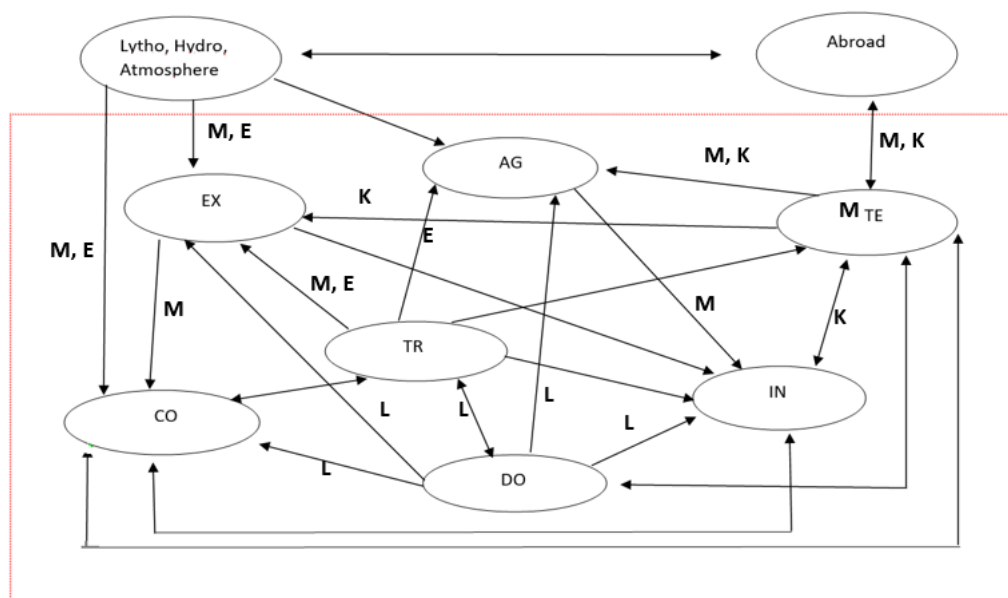 Lytho, Hydro,
Atmosphere
Abroad
M, E
M, K
M, K
AG
EX
K
M TE
E
M, E
M, E
M
M
K
TR
IN
CO
L
L
L
L
L
DO